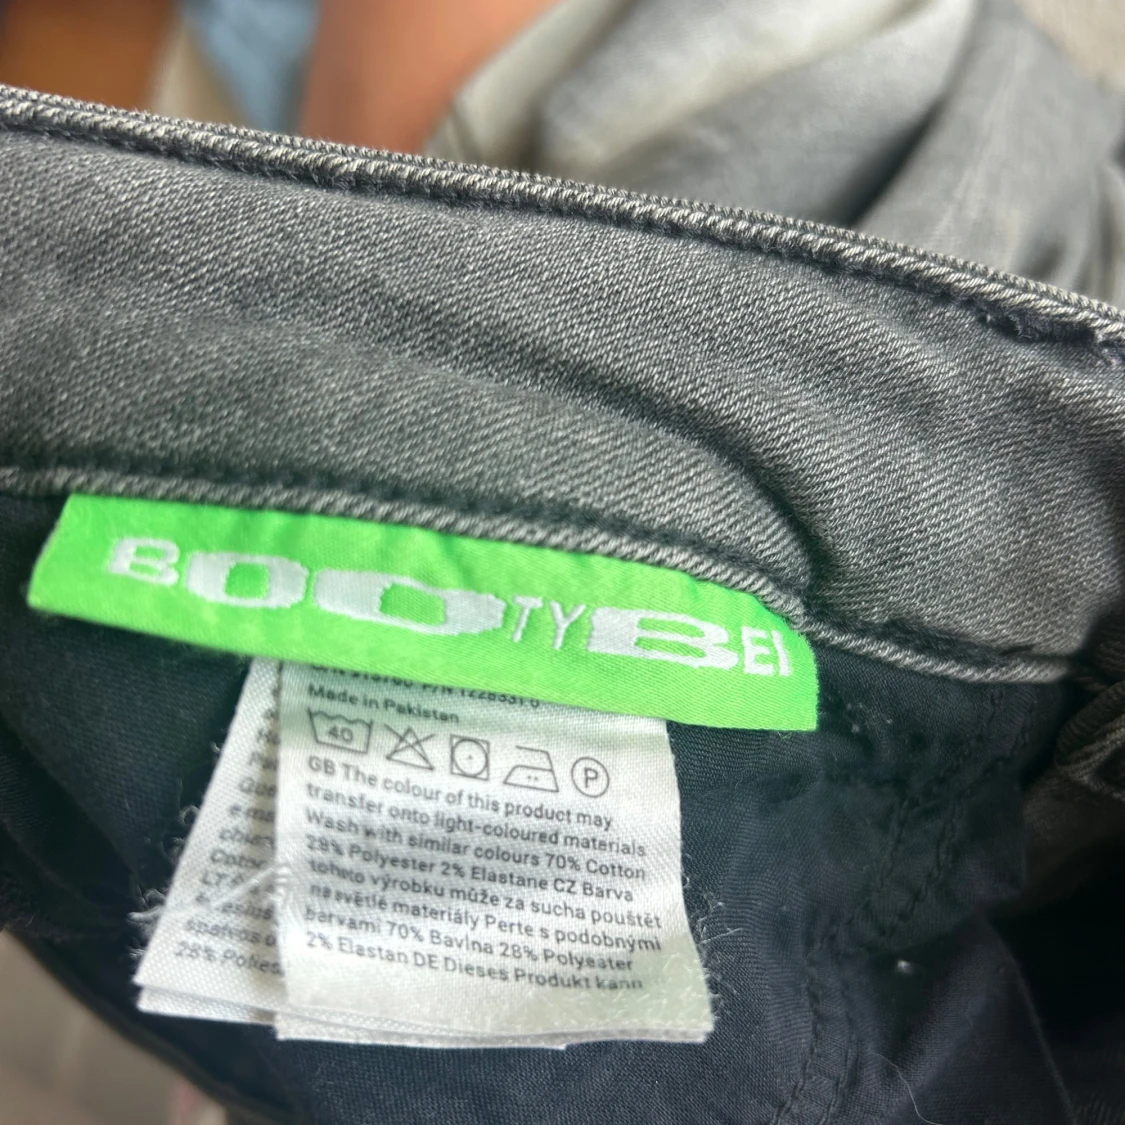 BOOTYBEI
Made in Pakistan
40
P
GB The colour of this product may
transfer onto light-coloured materials
Wash with similar colours 70% Cotton
28% Polyester 2% Elastane CZ Barva
tohoto výrobku může za sucha pouštět
na světlé materiály Perte s podobnými
barvami 70% Bavlna 28% Polyester
2% Elastan DE Dieses Produkt kann